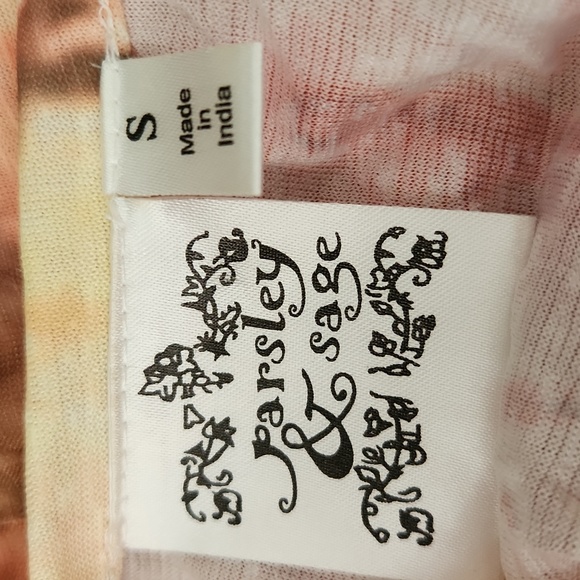 S
Made
in
India
Parsley
& sage